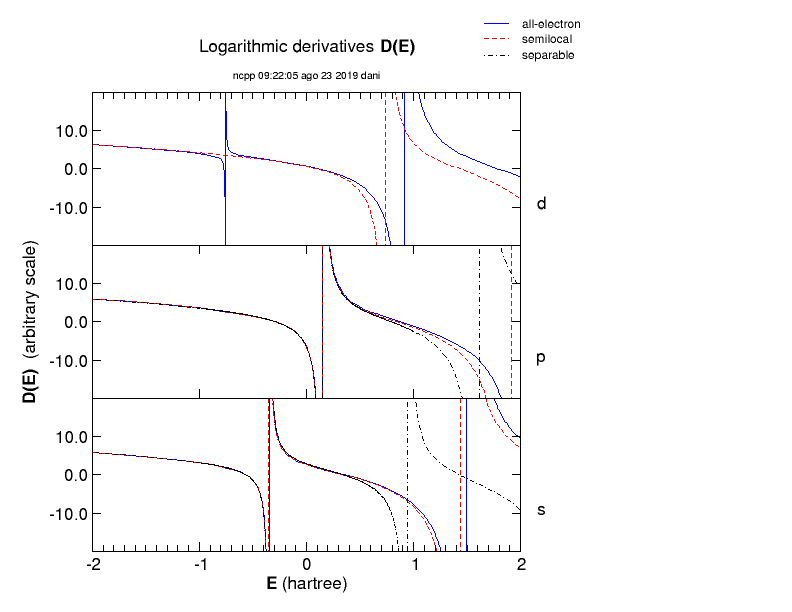 all-electron
semilocal
separable
Logarithmic derivatives D(E)
ncpp 09:22:05 ago 23 2019 dani
10.0
0.0
-10.0
d
10.0
0.0
-10.0
p
10.0
0.0
-10.0
s
D(E) (arbitrary scale)
-2 -1 0 1 2
E (hartree)